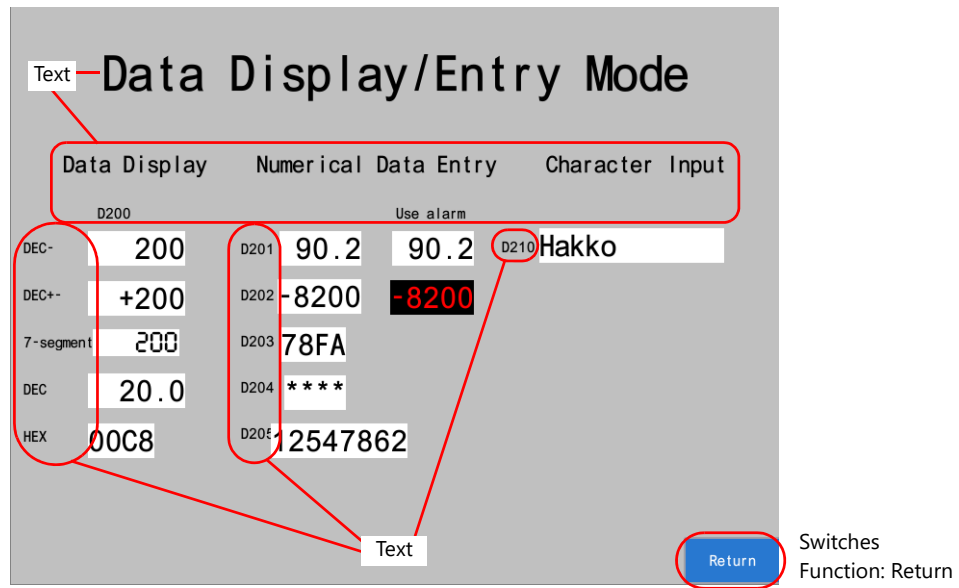 Text
Data Display/Entry Mode
Data Display Numerical Data Entry Character Input
D200 Use alarm
DEC- 200 D201 90.2 90.2 D210 Hakko
DEC+- +200 D202 -8200 -8200
7-segment 200 D203 78FA
DEC 20.0 D204 ****
HEX 00C8 D205 12547862
Text
Return
Switches
Function: Return